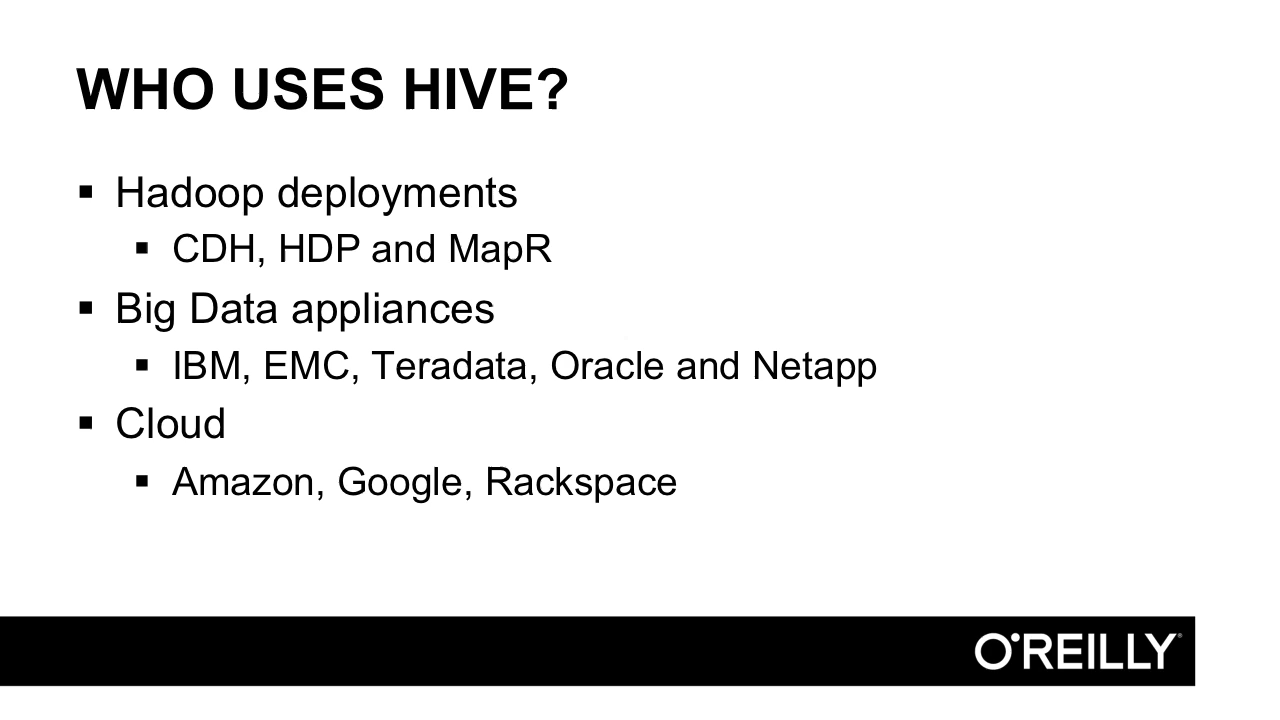 WHO USES HIVE?
▪ Hadoop deployments
▪ CDH, HDP and MapR
▪ Big Data appliances
▪ IBM, EMC, Teradata, Oracle and Netapp
▪ Cloud
▪ Amazon, Google, Rackspace
O'REILLY®